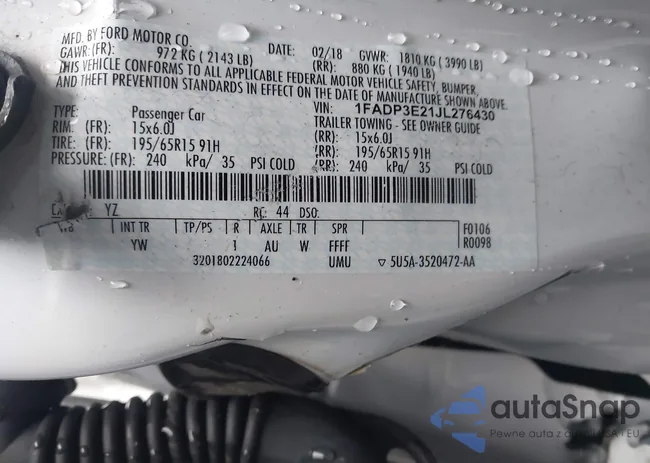 MFD. BY FORD MOTOR CO. DATE: 02/18 GVWR: 1810 KG ( 3990 LB)
GAWR:(FR): 972 KG ( 2143 LB) (RR): 880 KG ( 1940 LB)
THIS VEHICLE CONFORMS TO ALL APPLICABLE FEDERAL MOTOR VEHICLE SAFETY, BUMPER,
AND THEFT PREVENTION STANDARDS IN EFFECT ON THE DATE OF MANUFACTURE SHOWN ABOVE.
VIN: 1FADP3E21JL276430
TYPE: Passenger Car TRAILER TOWING - SEE OWNER GUIDE
RIM: (FR): 15x6.0J (RR): 15x6.0J
TIRE: (FR): 195/65R15 91H (RR): 195/65R15 91H
PRESSURE: (FR): 240 kPa/ 35 PSI COLD (RR): 240 kPa/ 35 PSI COLD
YZ RC: 44 DSO:
INT TR TP/PS R AXLE TR SPR F0106
YW 1 AU W FFFF R0098
3201802224066 UMU ▽ 5U5A-3520472-AA
autaSnap
Pewne auta z USA i EU